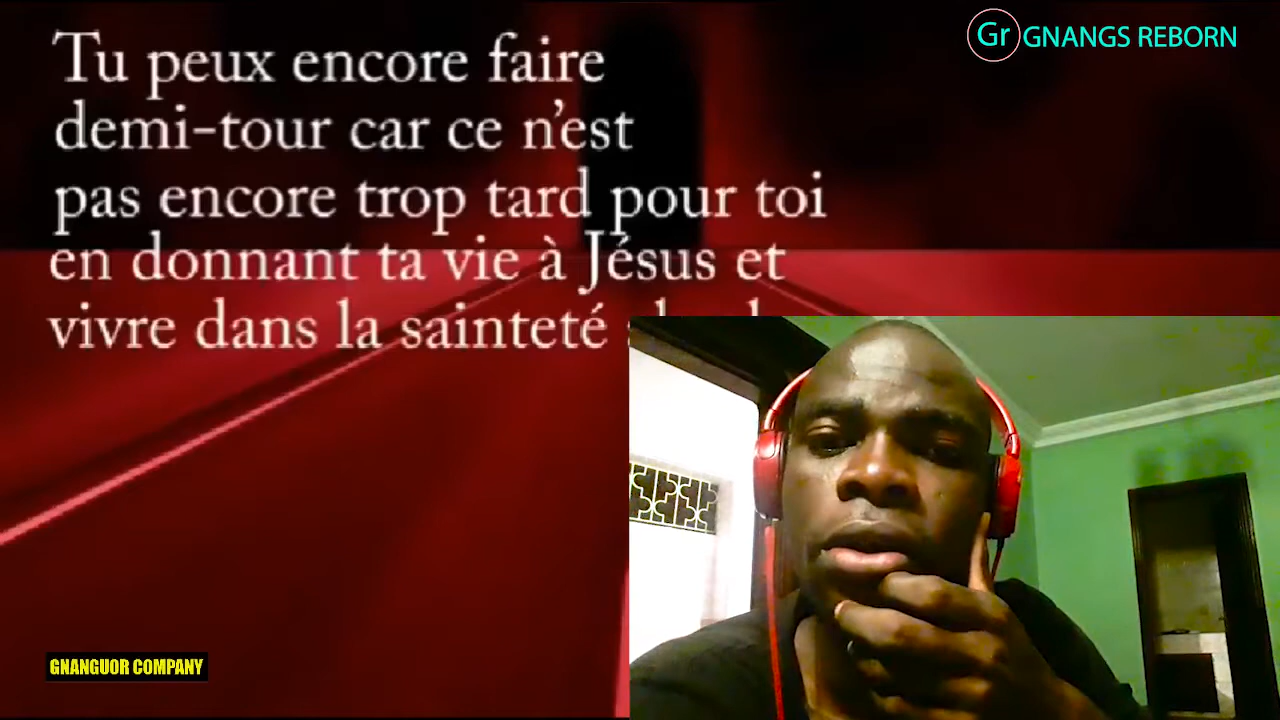 Gr GNANGS REBORN
Tu peux encore faire
demi-tour car ce n'est
pas encore trop tard pour toi
en donnant ta vie à Jésus et
vivre dans la sainteté
GNANGUOR COMPANY